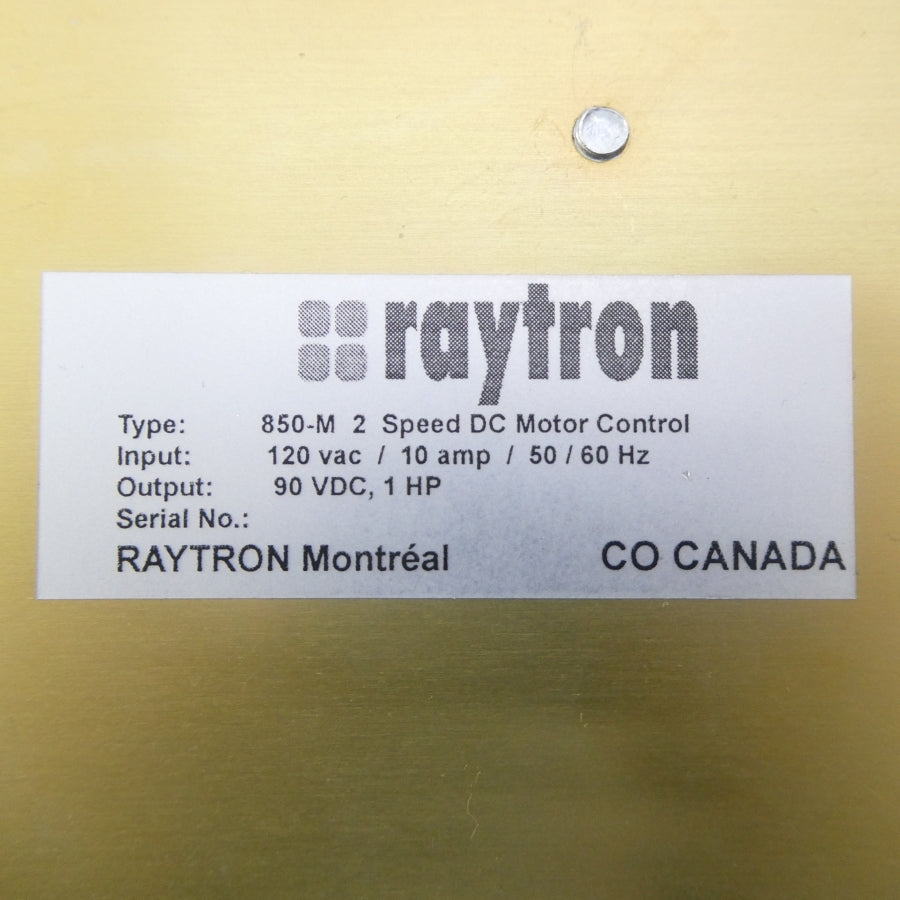 raytron
Type: 850-M 2 Speed DC Motor Control
Input: 120 vac / 10 amp / 50 / 60 Hz
Output: 90 VDC, 1 HP
Serial No.:
RAYTRON Montréal CO CANADA